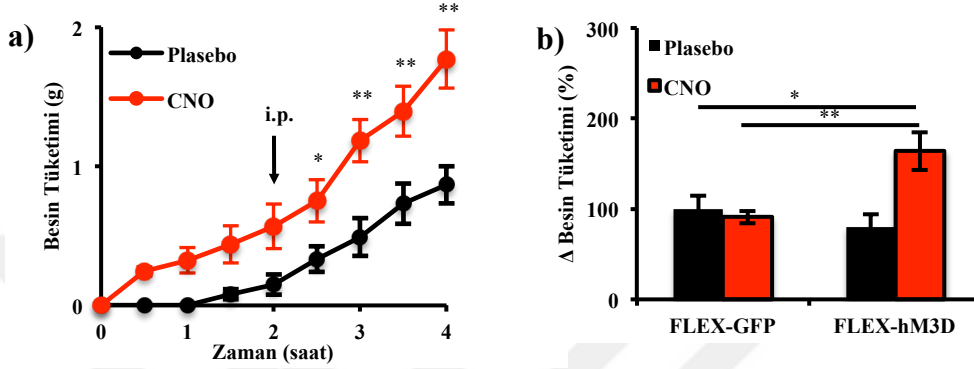 a)
Besin Tüketimi (g)
2
1
0
Plasebo
CNO
i.p.
*
**
**
**
0 1 2 3 4
Zaman (saat)
b)
Δ Besin Tüketimi (%)
300
200
100
0
Plasebo
CNO
*
**
FLEX-GFP FLEX-hM3D